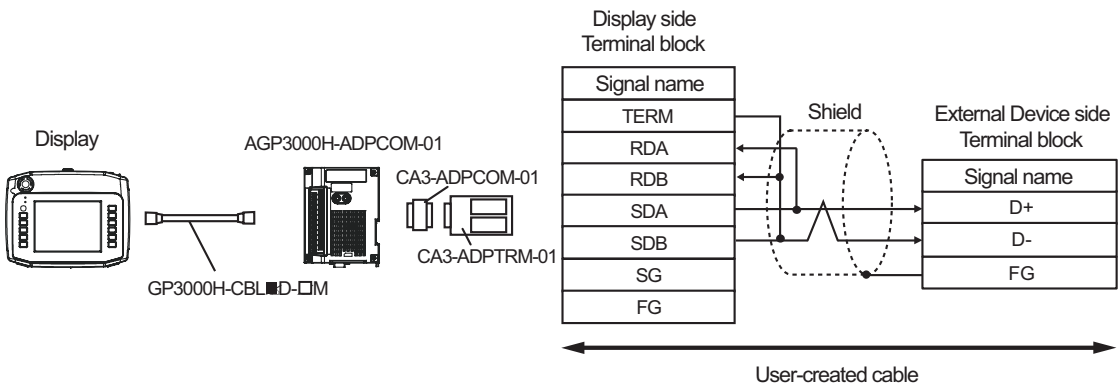 Display
AGP3000H-ADPCOM-01
CA3-ADPCOM-01
CA3-ADPTRM-01
GP3000H-CBL■D-□M
Display side
Terminal block
Signal name
TERM
RDA
RDB
SDA
SDB
SG
FG
Shield
External Device side
Terminal block
Signal name
D+
D-
FG
User-created cable